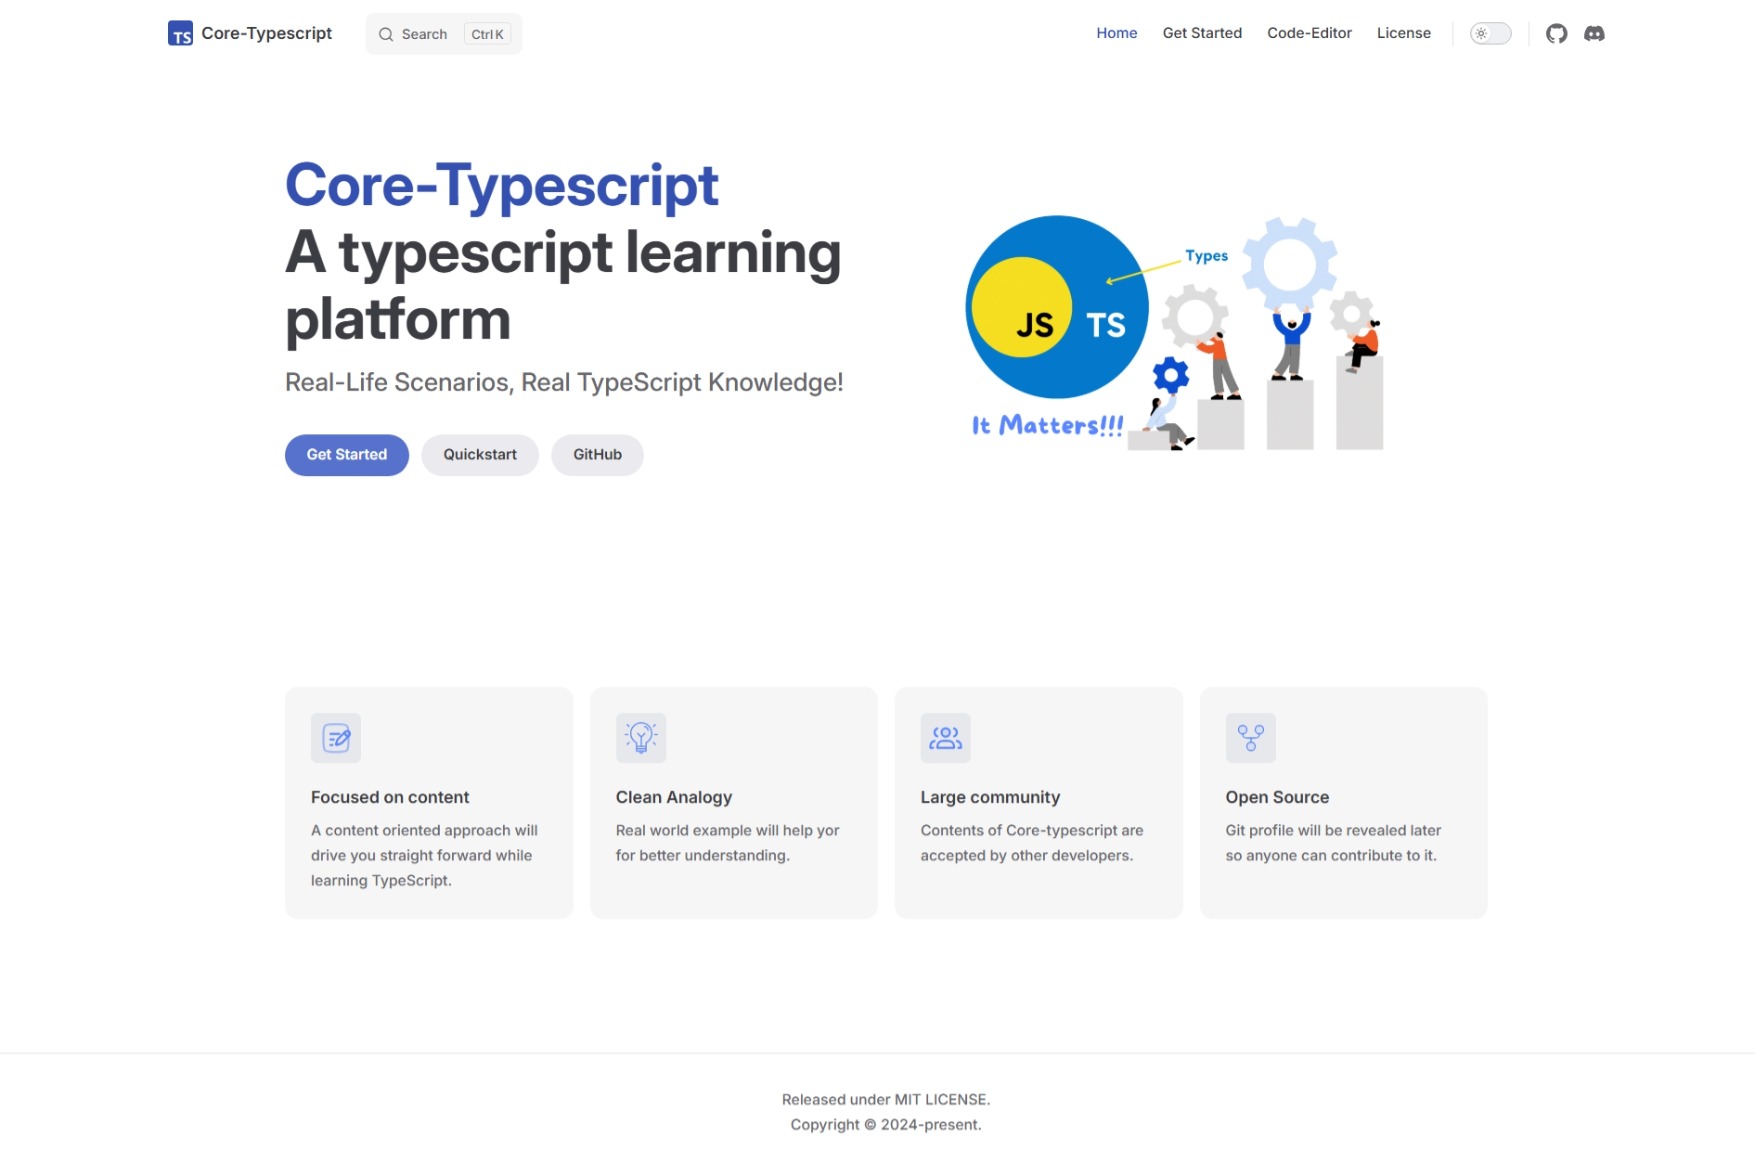 TS Core-Typescript
Search Ctrl K
Home Get Started Code-Editor License
Core-Typescript
A typescript learning
platform
Real-Life Scenarios, Real TypeScript Knowledge!
Get Started Quickstart GitHub
Types
JS TS
It Matters!!!
Focused on content
A content oriented approach will
drive you straight forward while
learning TypeScript.
Clean Analogy
Real world example will help yor
for better understanding.
Large community
Contents of Core-typescript are
accepted by other developers.
Open Source
Git profile will be revealed later
so anyone can contribute to it.
Released under MIT LICENSE.
Copyright © 2024-present.